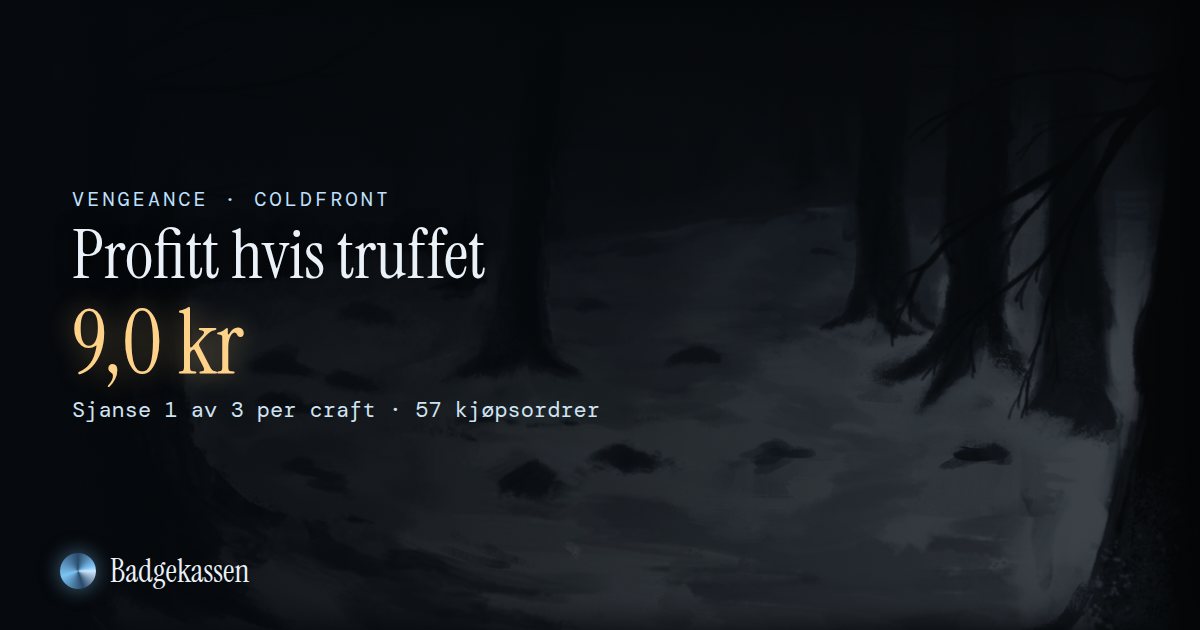 VENGEANCE · COLDFRONT
Profitt hvis truffet
9,0 kr
Sjanse 1 av 3 per craft · 57 kjøpsordrer
Badgekassen